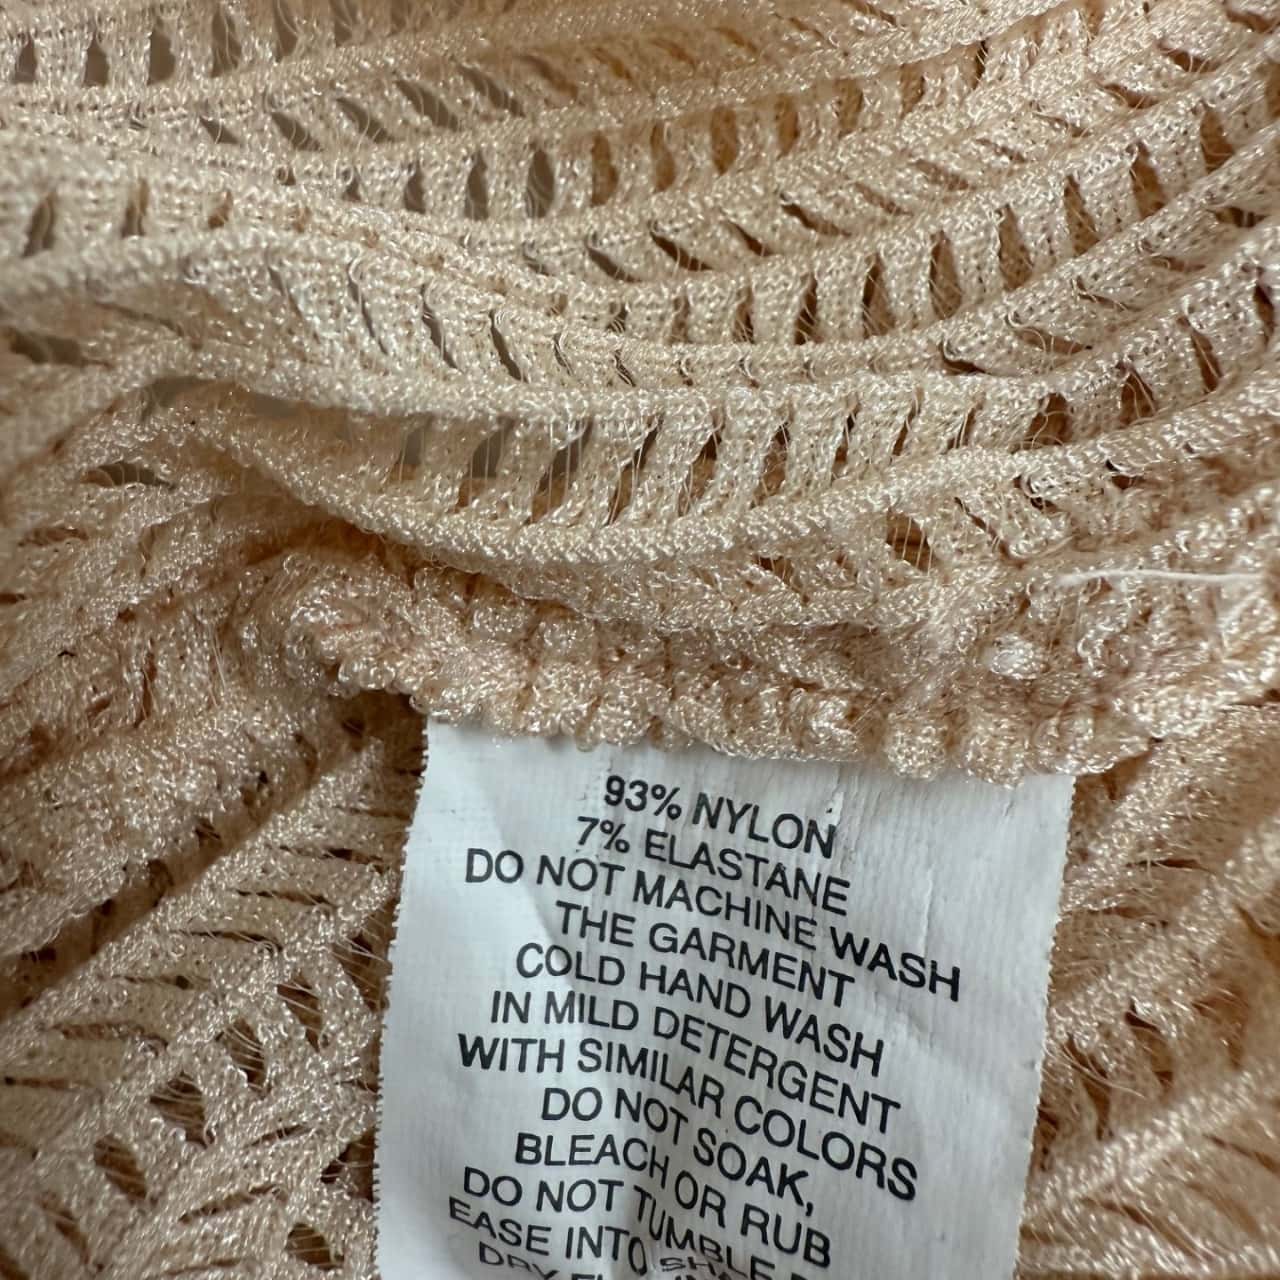 93% NYLON
7% ELASTANE
DO NOT MACHINE WASH
THE GARMENT
COLD HAND WASH
IN MILD DETERGENT
WITH SIMILAR COLORS
DO NOT SOAK,
BLEACH OR RUB
DO NOT TUMBLE
EASE INTO
DRY